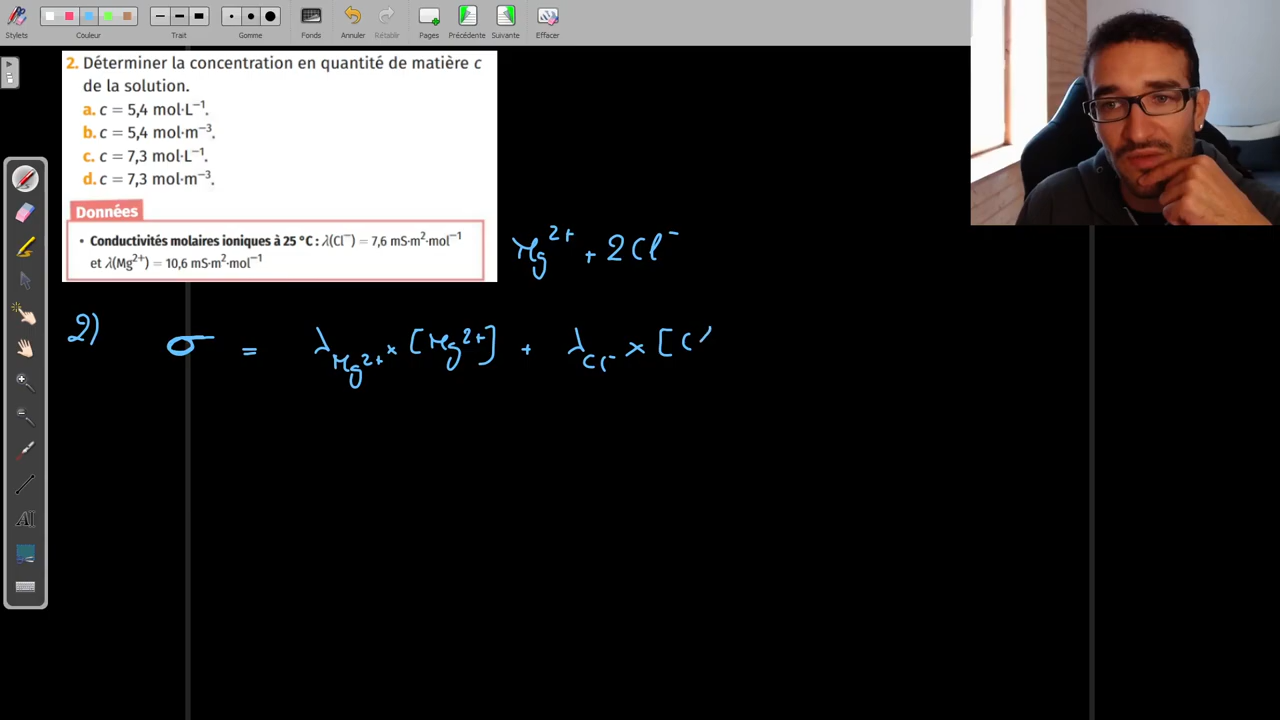 Stylets Couleur Trait Gomme Fonds Annuler Rétablir Pages Précédente Suivante Effacer
2. Déterminer la concentration en quantité de matière c
de la solution.
a. c = 5,4 mol·L⁻¹.
b. c = 5,4 mol·m⁻³.
c. c = 7,3 mol·L⁻¹.
d. c = 7,3 mol·m⁻³.
Données
• Conductivités molaires ioniques à 25 °C : λ(Cl⁻) = 7,6 mS·m²·mol⁻¹
et λ(Mg²⁺) = 10,6 mS·m²·mol⁻¹
Mg²⁺ + 2Cl⁻
2) σ = λ_Mg²⁺ × [Mg²⁺] + λ_Cl⁻ × [C
AI